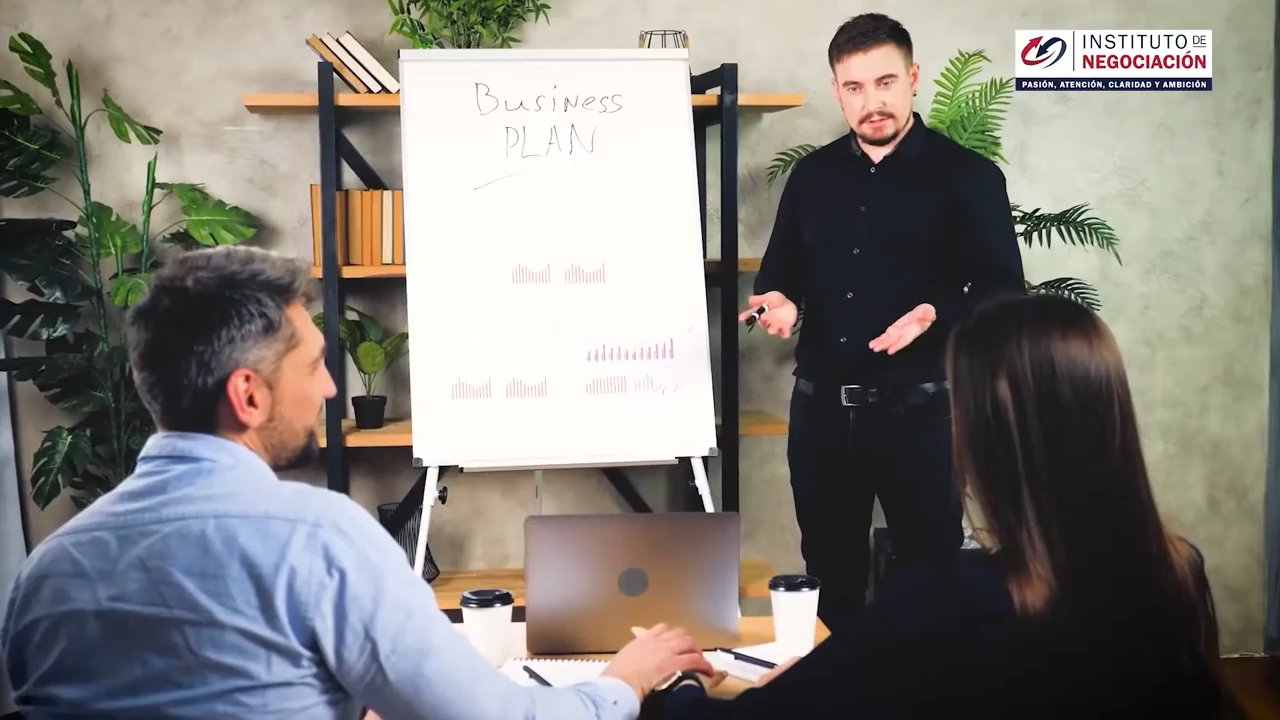 Business
PLAN
INSTITUTO DE
NEGOCIACIÓN
PASIÓN, ATENCIÓN, CLARIDAD Y AMBICIÓN